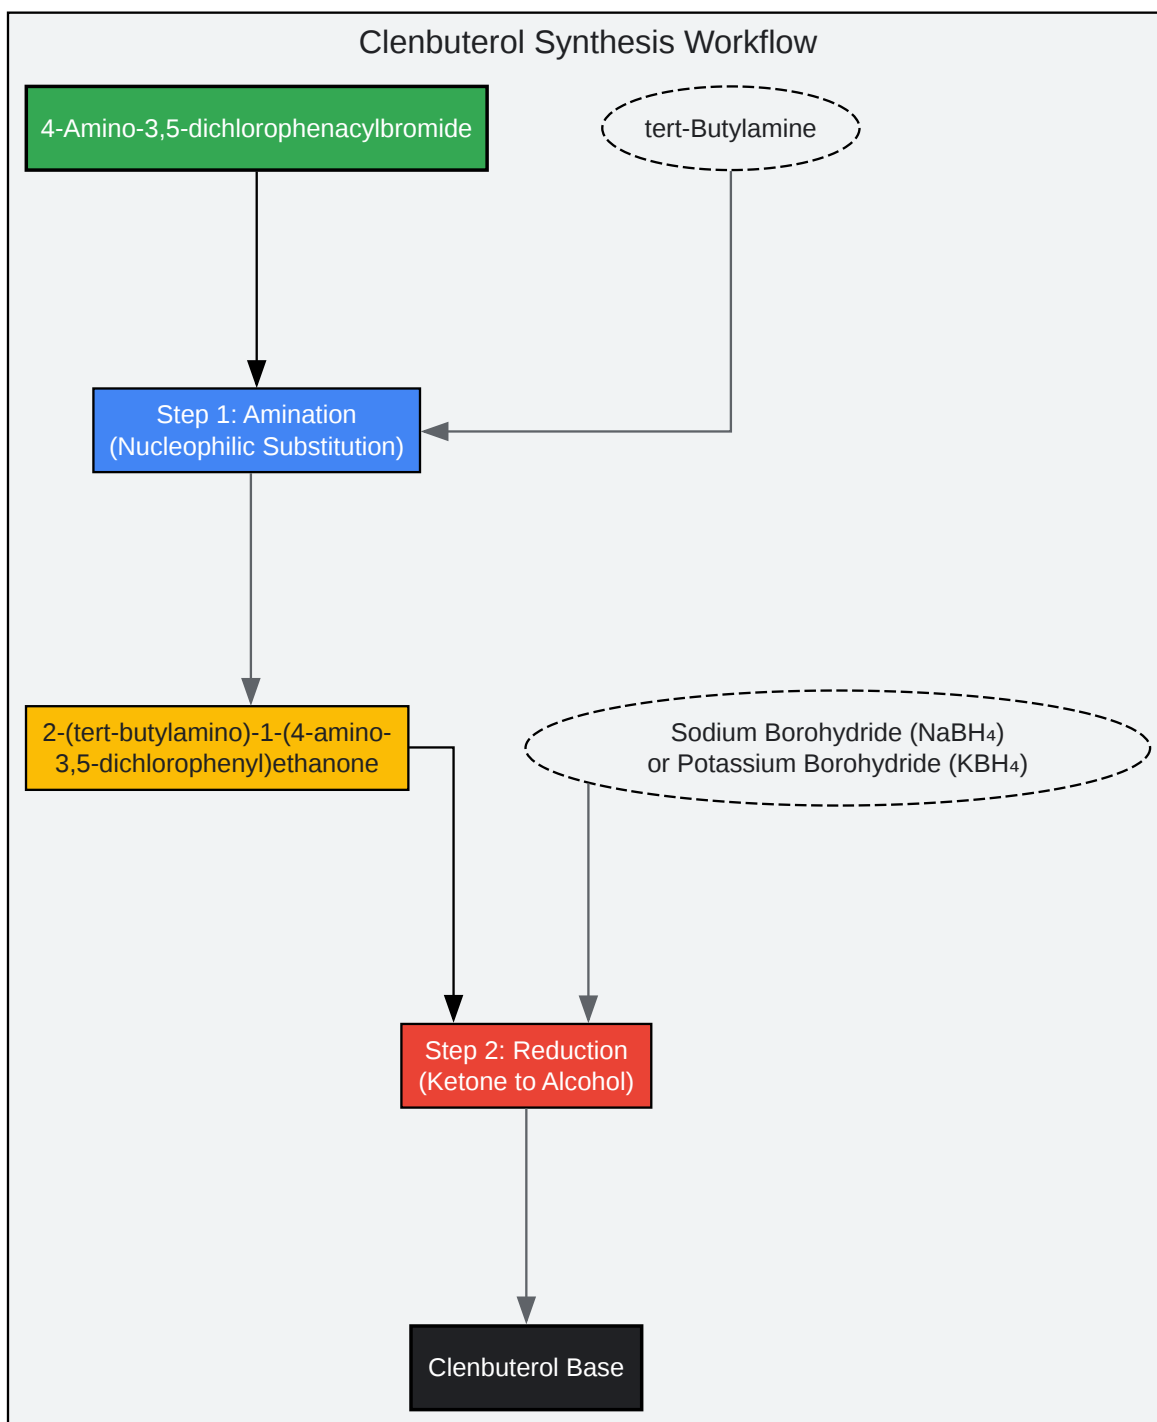 Clenbuterol Synthesis Workflow
4-Amino-3,5-dichlorophenacylbromide
tert-Butylamine
Step 1: Amination
(Nucleophilic Substitution)
2-(tert-butylamino)-1-(4-amino-
3,5-dichlorophenyl)ethanone
Sodium Borohydride (NaBH₄)
or Potassium Borohydride (KBH₄)
Step 2: Reduction
(Ketone to Alcohol)
Clenbuterol Base